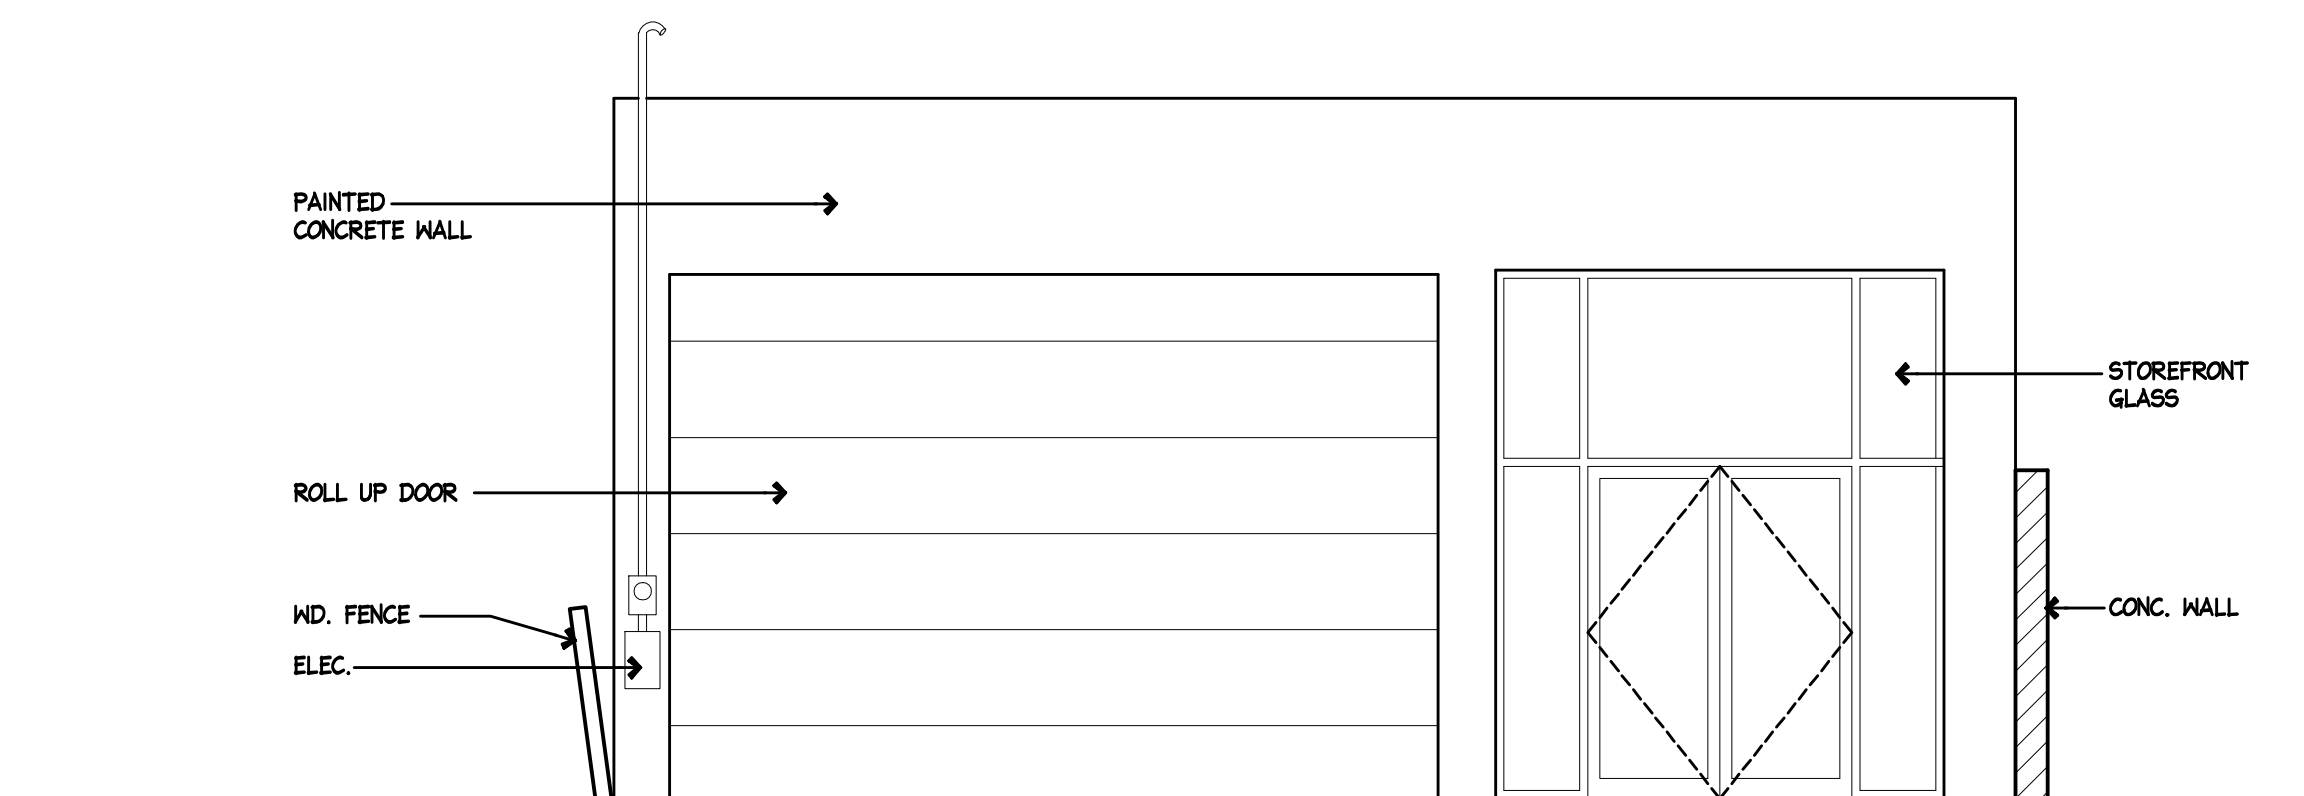 PAINTED
CONCRETE WALL
STOREFRONT
GLASS
ROLL UP DOOR
WD. FENCE
CONC. WALL
ELEC.